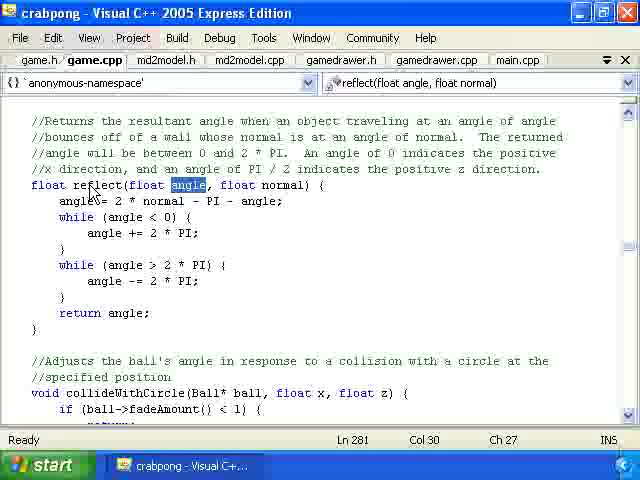 crabpong - Visual C++ 2005 Express Edition
File Edit View Project Build Debug Tools Window Community Help
game.h game.cpp md2model.h md2model.cpp gamedrawer.h gamedrawer.cpp main.cpp
{} `anonymous-namespace' reflect(float angle, float normal)
//Returns the resultant angle when an object traveling at an angle of angle
//bounces off of a wall whose normal is at an angle of normal.  The returned
//angle will be between 0 and 2 * PI.  An angle of 0 indicates the positive
//x direction, and an angle of PI / 2 indicates the positive z direction.
float reflect(float angle, float normal) {
angle = 2 * normal - PI - angle;
while (angle < 0) {
angle += 2 * PI;
}
while (angle > 2 * PI) {
angle -= 2 * PI;
}
return angle;
}
//Adjusts the ball's angle in response to a collision with a circle at the
//specified position
void collideWithCircle(Ball* ball, float x, float z) {
if (ball->fadeAmount() < 1) {
return;
Ready Ln 281 Col 30 Ch 27 INS
start crabpong - Visual C+...